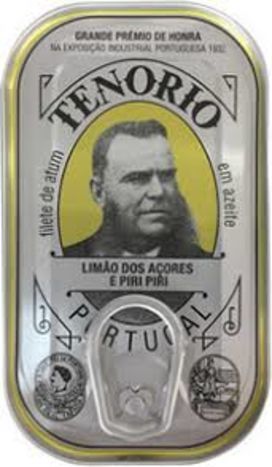 GRANDE PRÉMIO DE HONRA
NA EXPOSIÇÃO INDUSTRIAL PORTUGUESA 1932
TENORIO
filete de atum
em azeite
LIMÃO DOS AÇORES
E PIRI PIRI
PORTUGAL